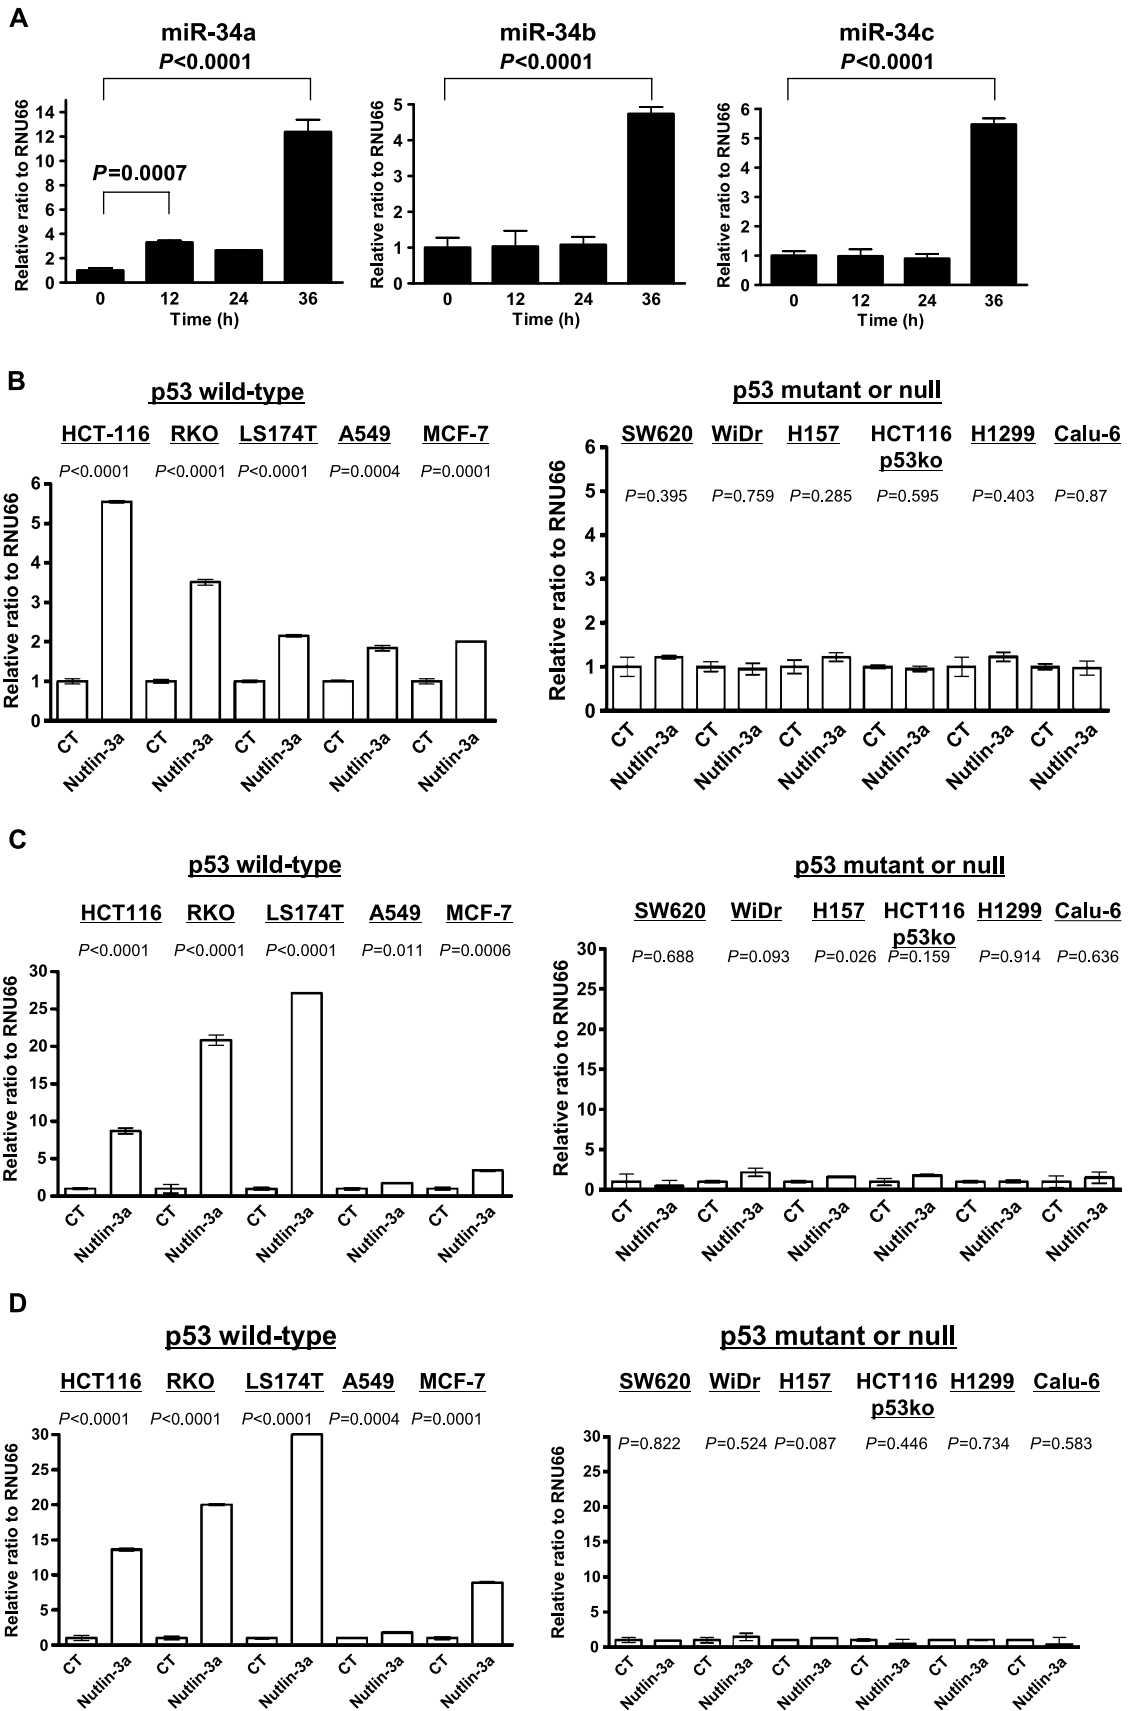 A
miR-34a
miR-34b
miR-34c
P<0.0001
P<0.0001
P<0.0001
P=0.0007
Relative ratio to RNU66
14
12
10
8
6
4
2
0
0 12 24 36
Time (h)
Relative ratio to RNU66
5
4
3
2
1
0
0 12 24 36
Time (h)
Relative ratio to RNU66
6
5
4
3
2
1
0
0 12 24 36
Time (h)
B
p53 wild-type
HCT-116 RKO LS174T A549 MCF-7
P<0.0001 P<0.0001 P<0.0001 P=0.0004 P=0.0001
Relative ratio to RNU66
6
5
4
3
2
1
0
CT Nutlin-3a CT Nutlin-3a CT Nutlin-3a CT Nutlin-3a CT Nutlin-3a
p53 mutant or null
SW620 WiDr H157 HCT116 H1299 Calu-6
p53ko
P=0.395 P=0.759 P=0.285 P=0.595 P=0.403 P=0.87
Relative ratio to RNU66
6
5
4
3
2
1
0
CT Nutlin-3a CT Nutlin-3a CT Nutlin-3a CT Nutlin-3a CT Nutlin-3a CT Nutlin-3a
C
p53 wild-type
HCT116 RKO LS174T A549 MCF-7
P<0.0001 P<0.0001 P<0.0001 P=0.011 P=0.0006
Relative ratio to RNU66
30
25
20
15
10
5
0
CT Nutlin-3a CT Nutlin-3a CT Nutlin-3a CT Nutlin-3a CT Nutlin-3a
p53 mutant or null
SW620 WiDr H157 HCT116 H1299 Calu-6
p53ko
P=0.688 P=0.093 P=0.026 P=0.159 P=0.914 P=0.636
Relative ratio to RNU66
30
25
20
15
10
5
0
CT Nutlin-3a CT Nutlin-3a CT Nutlin-3a CT Nutlin-3a CT Nutlin-3a CT Nutlin-3a
D
p53 wild-type
HCT116 RKO LS174T A549 MCF-7
P<0.0001 P<0.0001 P<0.0001 P=0.0004 P=0.0001
Relative ratio to RNU66
30
25
20
15
10
5
0
CT Nutlin-3a CT Nutlin-3a CT Nutlin-3a CT Nutlin-3a CT Nutlin-3a
p53 mutant or null
SW620 WiDr H157 HCT116 H1299 Calu-6
p53ko
P=0.822 P=0.524 P=0.087 P=0.446 P=0.734 P=0.583
Relative ratio to RNU66
30
25
20
15
10
5
0
CT Nutlin-3a CT Nutlin-3a CT Nutlin-3a CT Nutlin-3a CT Nutlin-3a CT Nutlin-3a